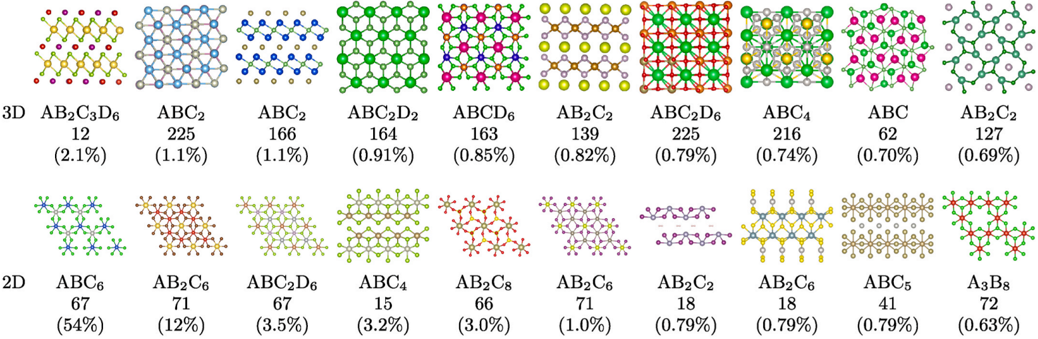 3D AB₂C₃D₆ ABC₂ ABC₂ ABC₂D₂ ABCD₆ AB₂C₂ ABC₂D₆ ABC₄ ABC AB₂C₂
12 225 166 164 163 139 225 216 62 127
(2.1%) (1.1%) (1.1%) (0.91%) (0.85%) (0.82%) (0.79%) (0.74%) (0.70%) (0.69%)
2D ABC₆ AB₂C₆ ABC₂D₆ ABC₄ AB₂C₈ AB₂C₆ AB₂C₂ AB₂C₆ ABC₅ A₃B₈
67 71 67 15 66 71 18 18 41 72
(54%) (12%) (3.5%) (3.2%) (3.0%) (1.0%) (0.79%) (0.79%) (0.79%) (0.63%)